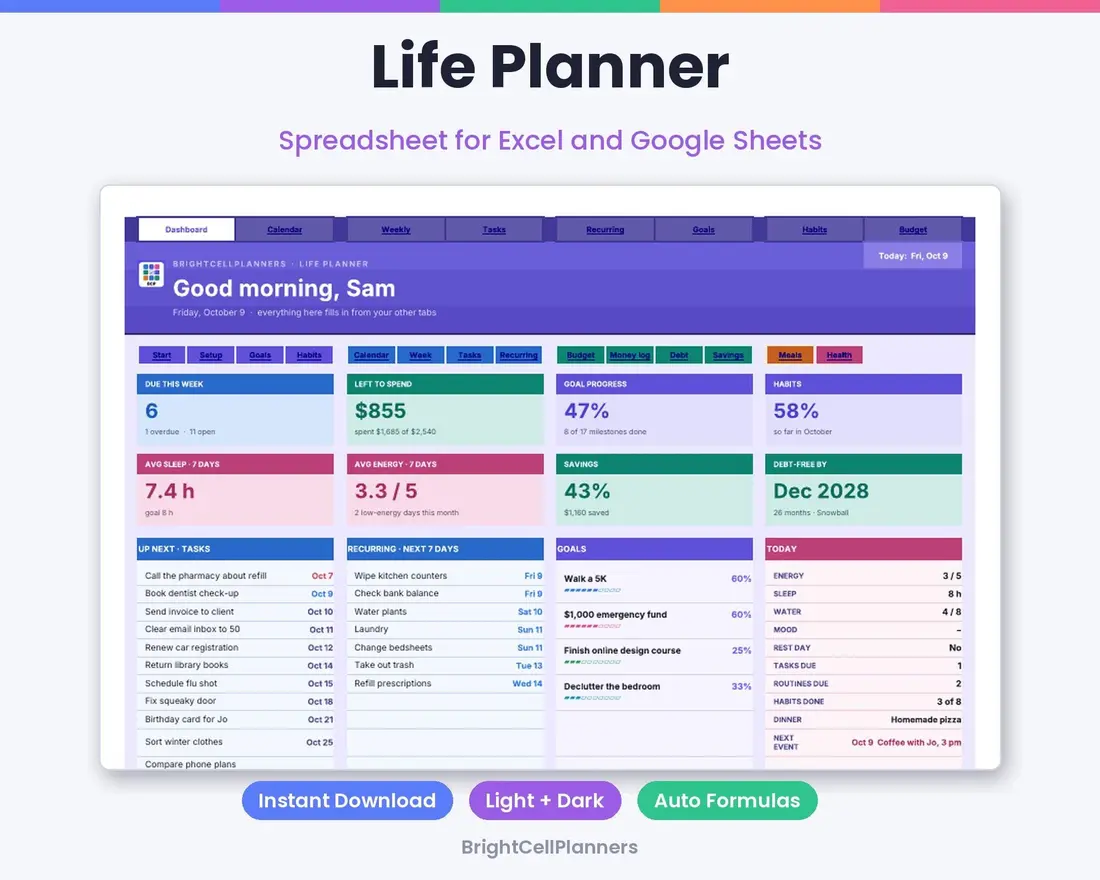 Life Planner
Spreadsheet for Excel and Google Sheets
Dashboard Calendar Weekly Tasks Recurring Goals Habits Budget
Today: Fri, Oct 9
BRIGHTCELLPLANNERS · LIFE PLANNER
Good morning, Sam
Friday, October 9 · everything here fills in from your other tabs
Start Setup Goals Habits Calendar Week Tasks Recurring Budget Money log Debt Savings Meals Health
DUE THIS WEEK
6
1 overdue · 11 open
LEFT TO SPEND
$855
spent $1,685 of $2,540
GOAL PROGRESS
47%
8 of 17 milestones done
HABITS
58%
so far in October
AVG SLEEP · 7 DAYS
7.4 h
goal 8 h
AVG ENERGY · 7 DAYS
3.3 / 5
2 low-energy days this month
SAVINGS
43%
$1,160 saved
DEBT-FREE BY
Dec 2028
26 months · Snowball
UP NEXT · TASKS
Call the pharmacy about refill Oct 7
Book dentist check-up Oct 9
Send invoice to client Oct 10
Clear email inbox to 50 Oct 11
Renew car registration Oct 12
Return library books Oct 14
Schedule flu shot Oct 15
Fix squeaky door Oct 18
Birthday card for Jo Oct 21
Sort winter clothes Oct 25
Compare phone plans
RECURRING · NEXT 7 DAYS
Wipe kitchen counters Fri 9
Check bank balance Fri 9
Water plants Sat 10
Laundry Sun 11
Change bedsheets Sun 11
Take out trash Tue 13
Refill prescriptions Wed 14
GOALS
Walk a 5K 60%
$1,000 emergency fund 60%
Finish online design course 25%
Declutter the bedroom 33%
TODAY
ENERGY 3 / 5
SLEEP 8 h
WATER 4 / 8
MOOD –
REST DAY No
TASKS DUE 1
ROUTINES DUE 2
HABITS DONE 3 of 8
DINNER Homemade pizza
NEXT EVENT Oct 9 Coffee with Jo, 3 pm
Instant Download
Light + Dark
Auto Formulas
BrightCellPlanners